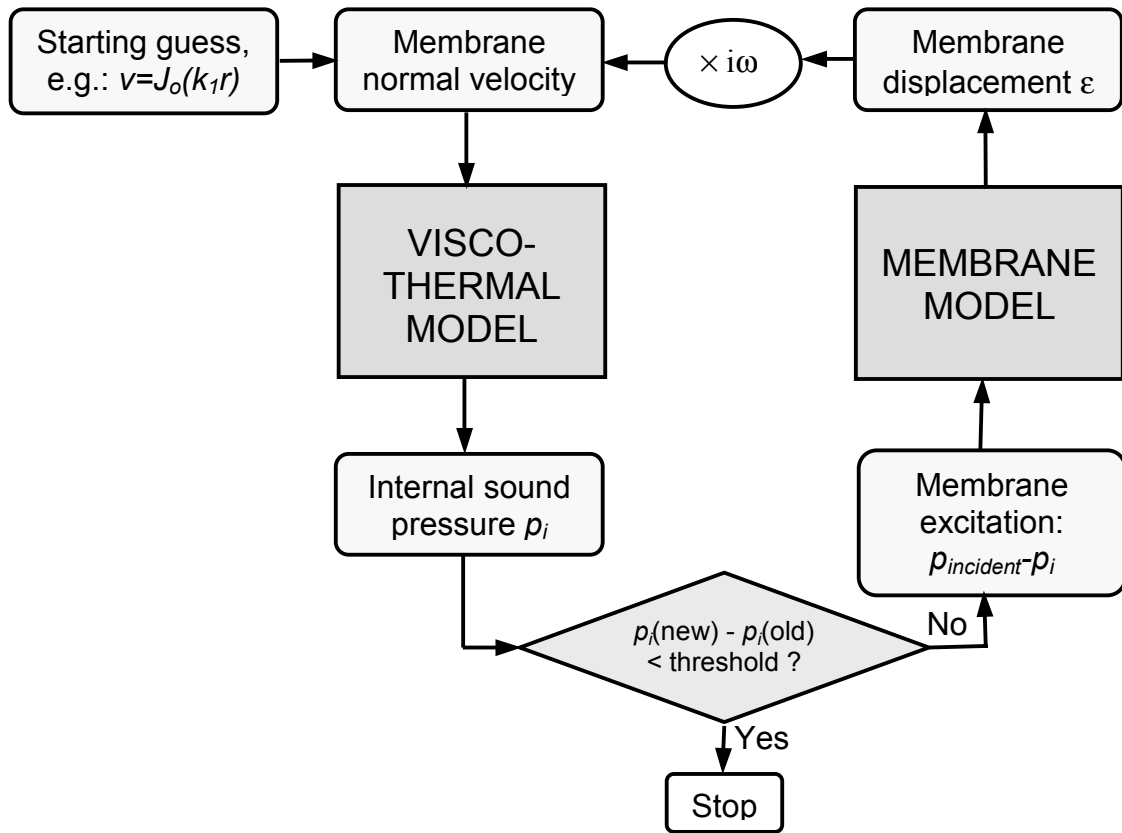 Starting guess,
e.g.: v=Jo(k1r)
Membrane
normal velocity
× iω
Membrane
displacement ε
VISCO-
THERMAL
MODEL
MEMBRANE
MODEL
Internal sound
pressure pi
Membrane
excitation:
pincident-pi
pi(new) - pi(old)
< threshold ?
No
Yes
Stop